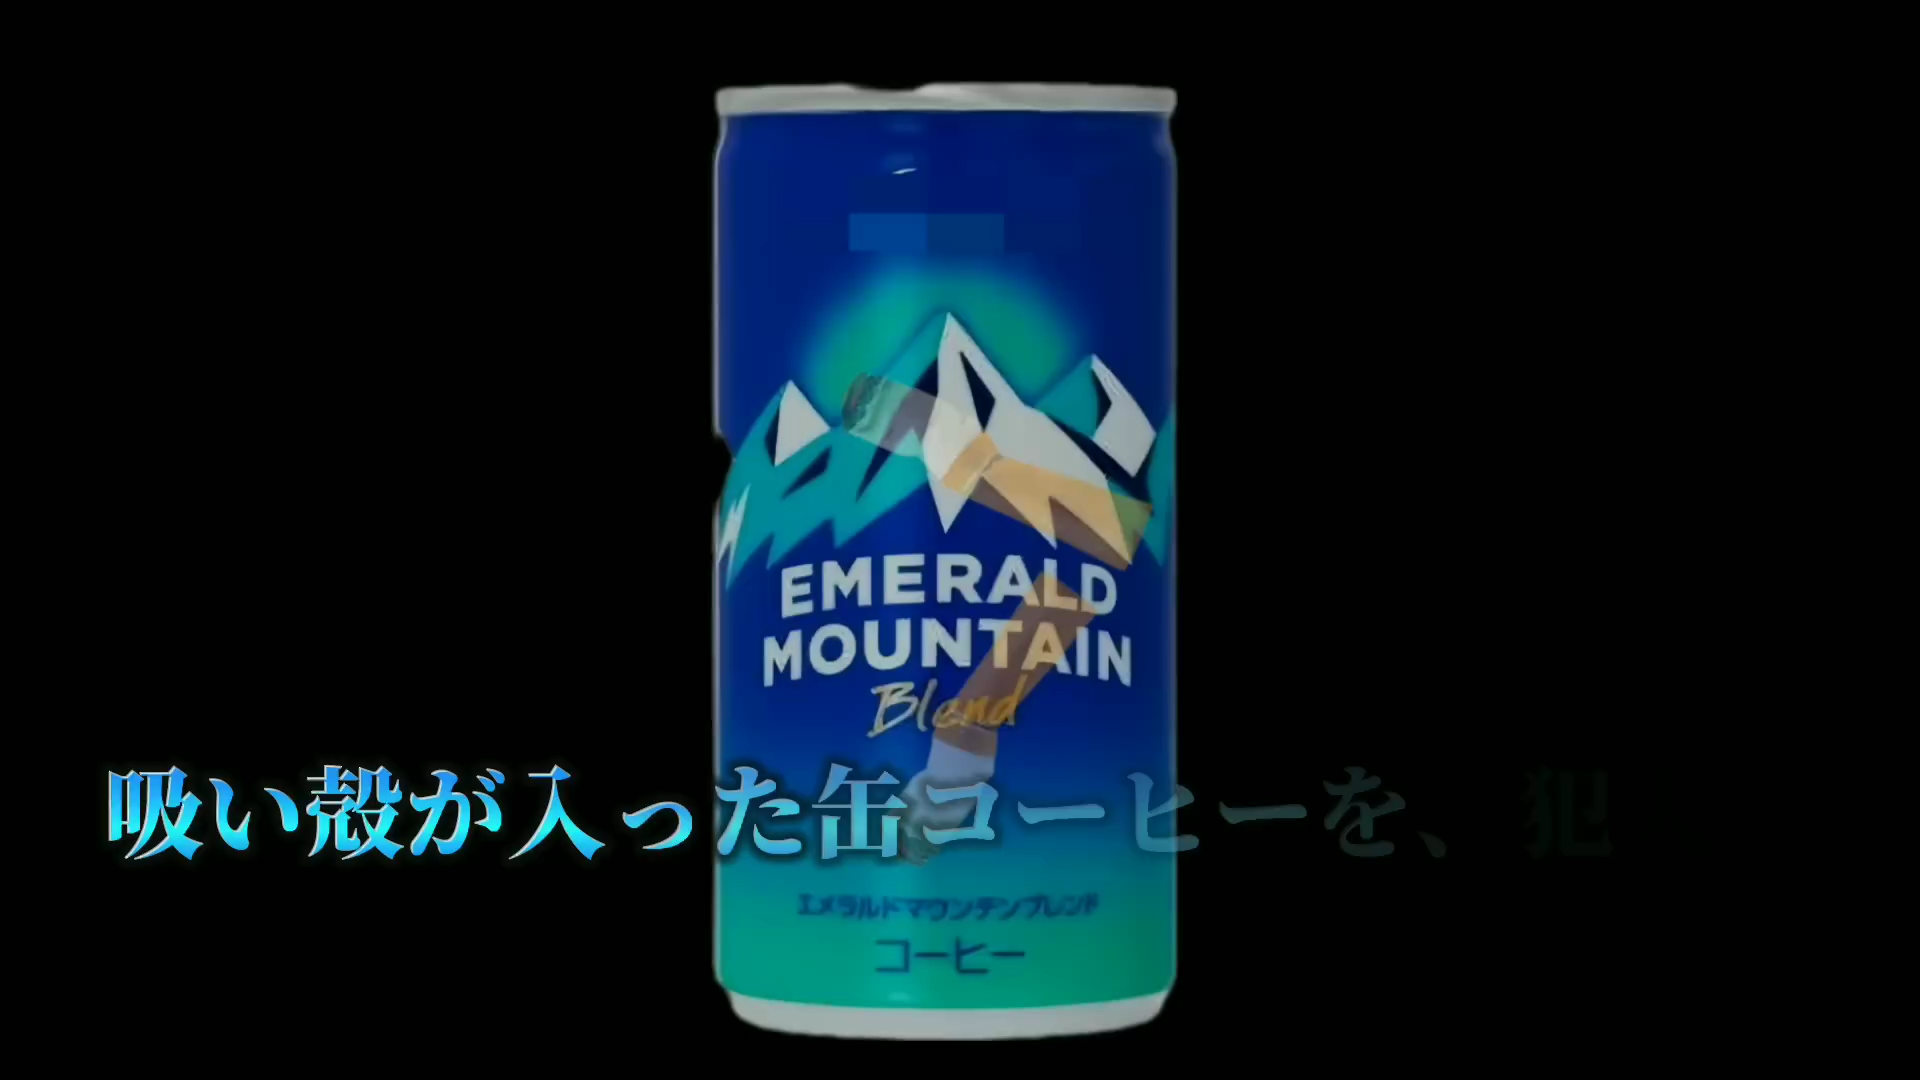 EMERALD
MOUNTAIN
Blend
吸い殻が入った缶コーヒーを、犯
エメラルドマウンテンブレンド
コーヒー